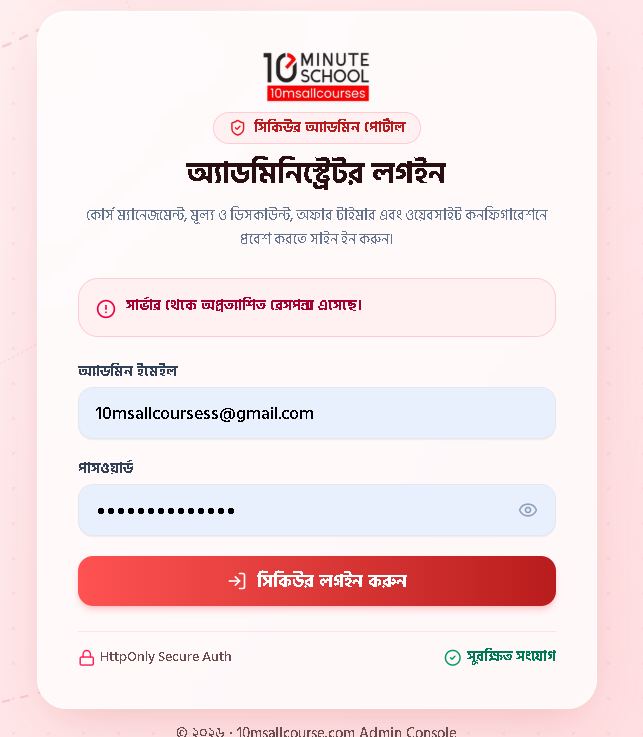 10 MINUTE SCHOOL
10msallcourses
সিকিউর অ্যাডমিন পোর্টাল
অ্যাডমিনিস্ট্রেটর লগইন
কোর্স ম্যানেজমেন্ট, মূল্য ও ডিসকাউন্ট, অফার টাইমার এবং ওয়েবসাইট কনফিগারেশনে
প্রবেশ করতে সাইন ইন করুন।
সার্ভার থেকে অপ্রত্যাশিত রেসপন্স এসেছে।
অ্যাডমিন ইমেইল
10msallcoursess@gmail.com
পাসওয়ার্ড
••••••••••••••
সিকিউর লগইন করুন
HttpOnly Secure Auth
সুরক্ষিত সংযোগ
© ২০২৬ · 10msallcourse.com Admin Console